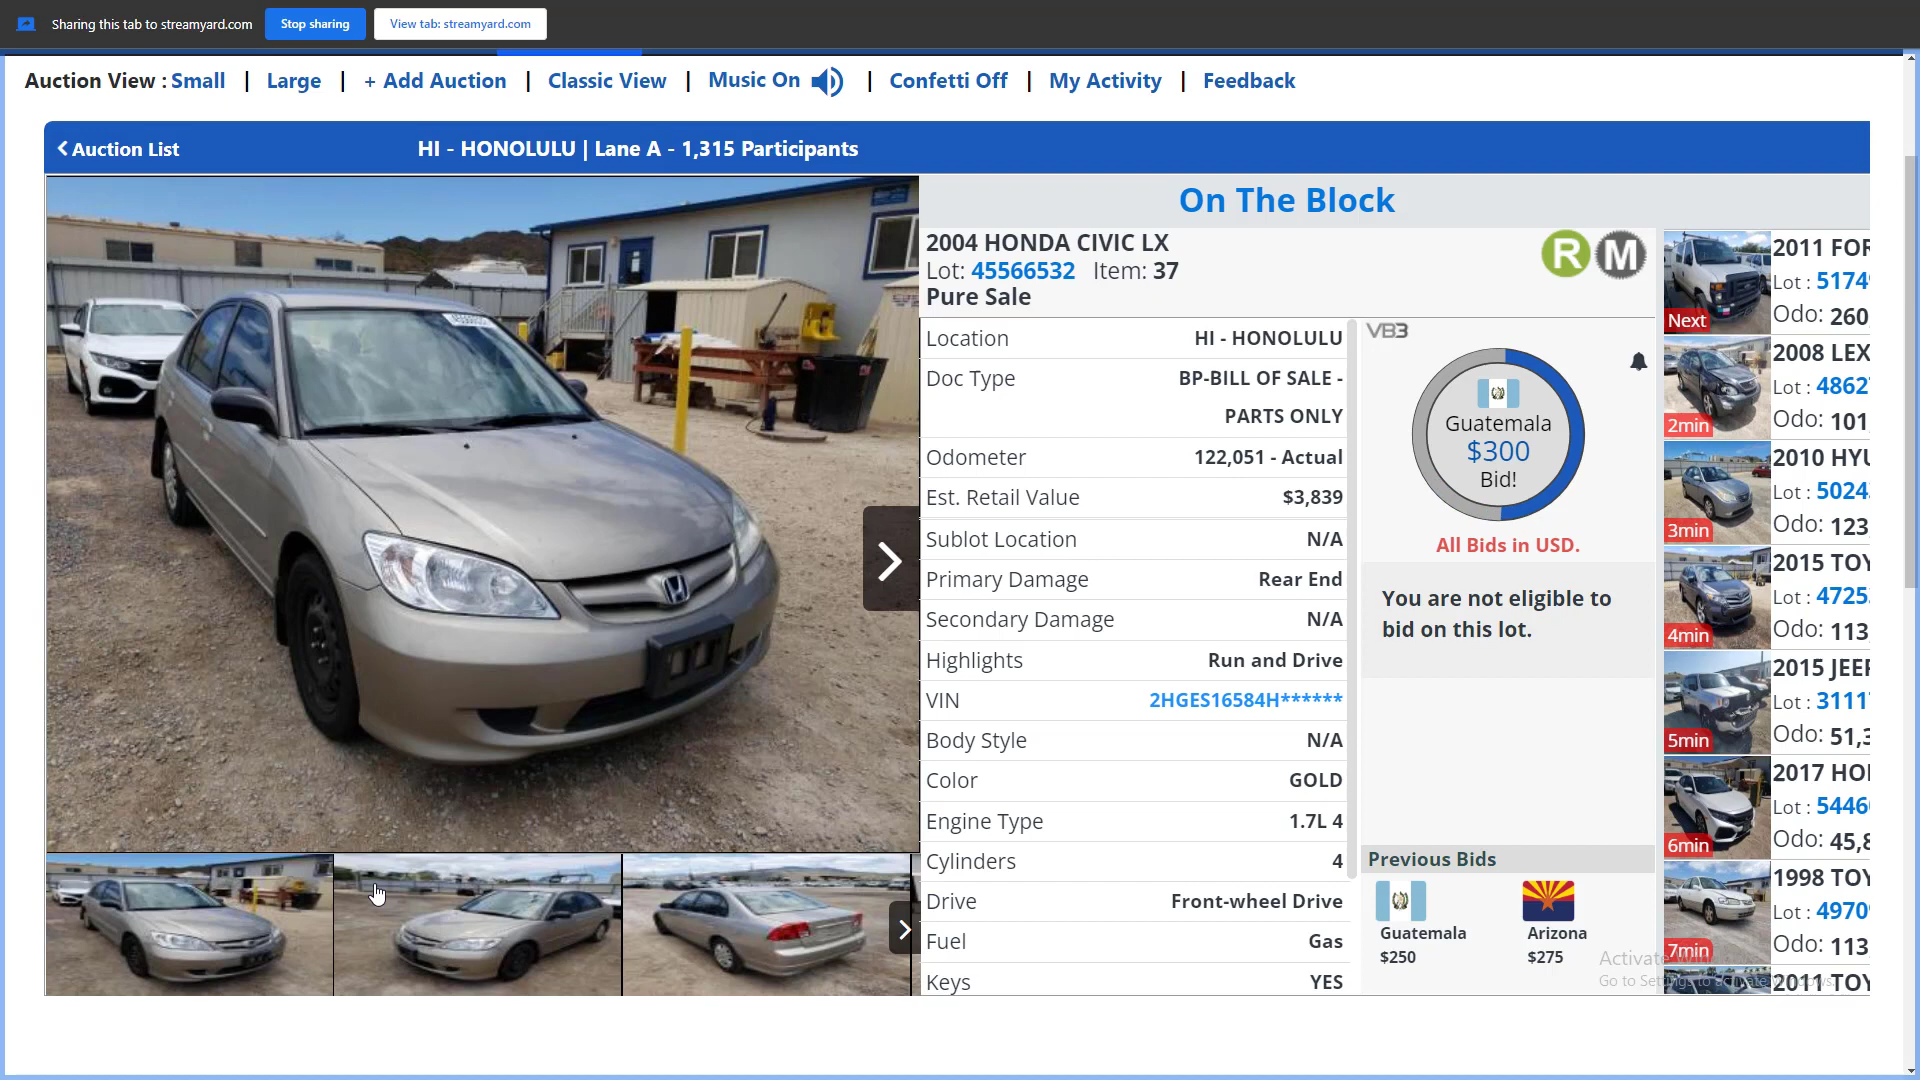 Sharing this tab to streamyard.com
Stop sharing
View tab: streamyard.com
Auction View : Small | Large | + Add Auction | Classic View | Music On | Confetti Off | My Activity | Feedback
Auction List
HI - HONOLULU | Lane A - 1,315 Participants
On The Block
2004 HONDA CIVIC LX
Lot: 45566532 Item: 37
Pure Sale
R M
Location HI - HONOLULU
Doc Type BP-BILL OF SALE -
PARTS ONLY
Odometer 122,051 - Actual
Est. Retail Value $3,839
Sublot Location N/A
Primary Damage Rear End
Secondary Damage N/A
Highlights Run and Drive
VIN 2HGES16584H******
Body Style N/A
Color GOLD
Engine Type 1.7L 4
Cylinders 4
Drive Front-wheel Drive
Fuel Gas
Keys YES
VB3
Guatemala
$300
Bid!
All Bids in USD.
You are not eligible to
bid on this lot.
Previous Bids
Guatemala
$250
Arizona
$275
2011 FOR
Lot : 5174
Odo: 260
Next
2008 LEX
Lot : 4862
Odo: 101,
2min
2010 HYU
Lot : 5024
Odo: 123,
3min
2015 TOY
Lot : 4725
Odo: 113,
4min
2015 JEEP
Lot : 3111
Odo: 51,3
5min
2017 HO
Lot : 5446
Odo: 45,8
6min
1998 TOY
Lot : 4970
Odo: 113
7min
2011 TOY
Activate
Go to Settings to activate Windows.